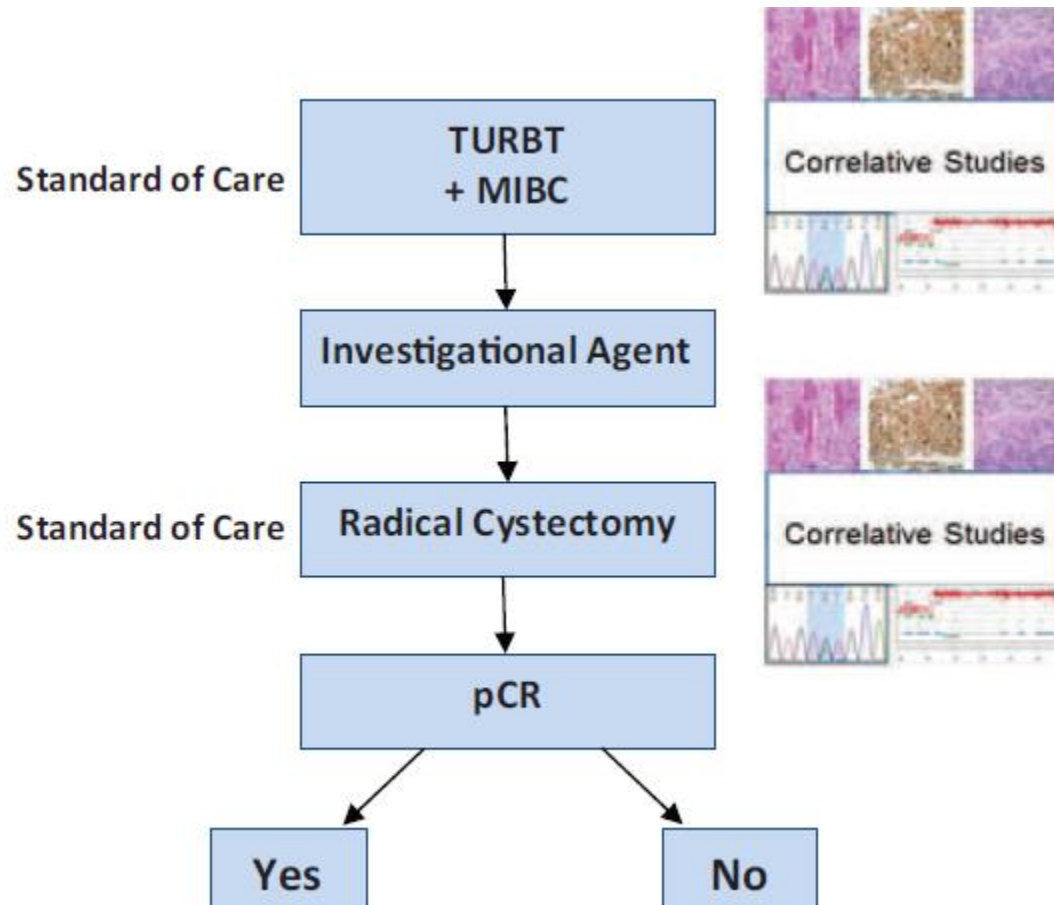 TURBT
+ MIBC
Standard of Care
Correlative Studies
Investigational Agent
Radical Cystectomy
Standard of Care
Correlative Studies
pCR
Yes
No